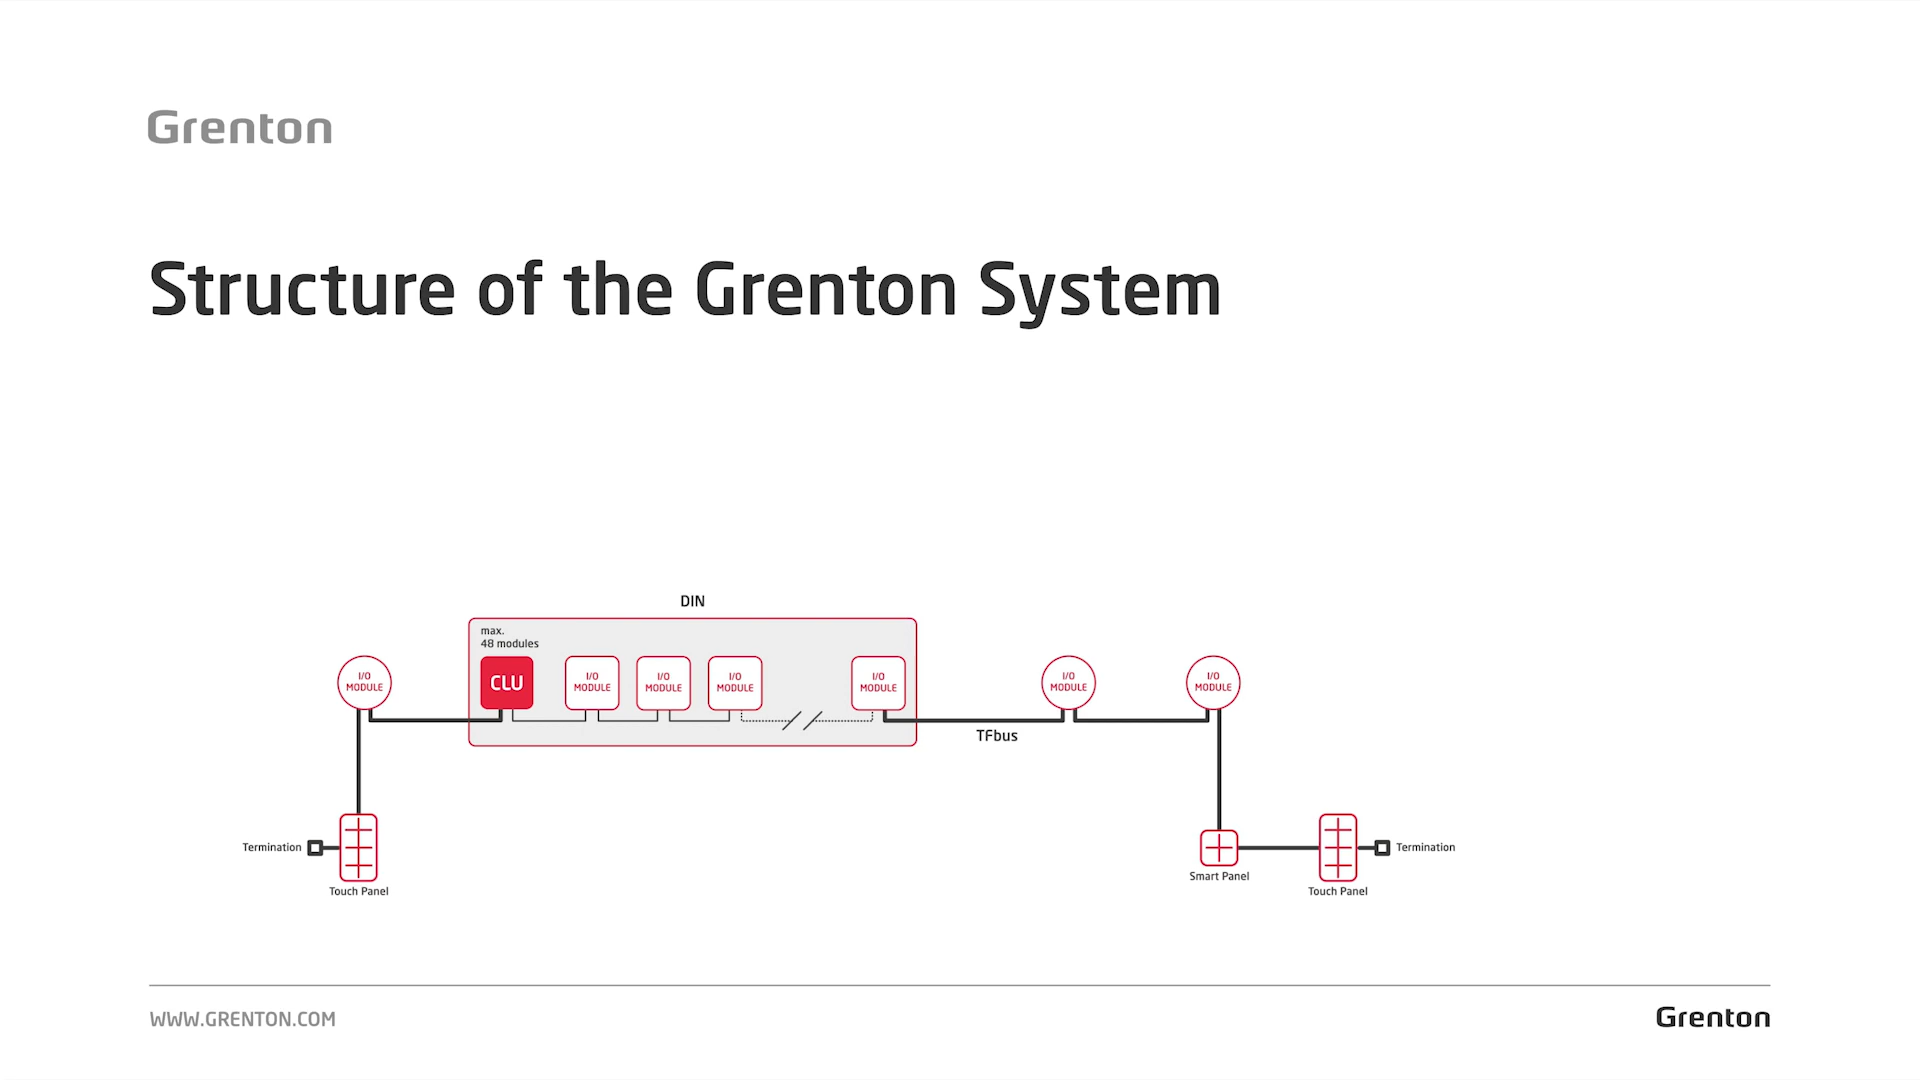 Grenton
Structure of the Grenton System
DIN
max.
48 modules
I/O
MODULE
CLU
I/O
MODULE
I/O
MODULE
I/O
MODULE
I/O
MODULE
I/O
MODULE
I/O
MODULE
TFbus
Termination
Touch Panel
Smart Panel
Touch Panel
Termination
WWW.GRENTON.COM
Grenton